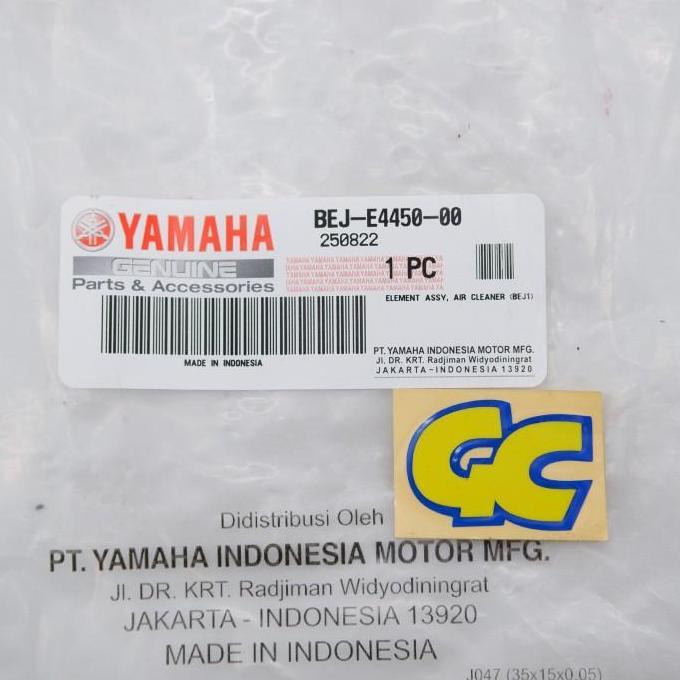 YAMAHA
GENUINE
Parts & Accessories
BEJ-E4450-00
250822
1 PC
ELEMENT ASSY, AIR CLEANER (BEJ1)
MADE IN INDONESIA
PT. YAMAHA INDONESIA MOTOR MFG.
Jl. DR. KRT. Radjiman Widyodiningrat
JAKARTA-INDONESIA 13920
GC
Didistribusi Oleh
PT. YAMAHA INDONESIA MOTOR MFG.
Jl. DR. KRT. Radjiman Widyodiningrat
JAKARTA - INDONESIA 13920
MADE IN INDONESIA
J047 (35x15x0.05)